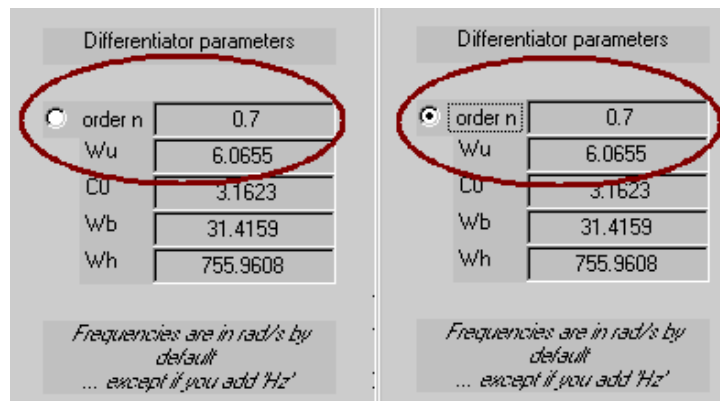 Differentiator parameters
order n 0.7
Wu 6.0655
C0 3.1623
Wb 31.4159
Wh 755.9608
Frequencies are in rad/s by
default
... except if you add 'Hz'
Differentiator parameters
order n 0.7
Wu 6.0655
C0 3.1623
Wb 31.4159
Wh 755.9608
Frequencies are in rad/s by
default
... except if you add 'Hz'